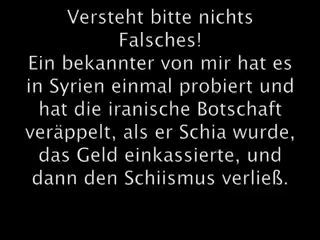 Versteht bitte nichts
Falsches!
Ein bekannter von mir hat es
in Syrien einmal probiert und
hat die iranische Botschaft
veräppelt, als er Schia wurde,
das Geld einkassierte, und
dann den Schiismus verließ.